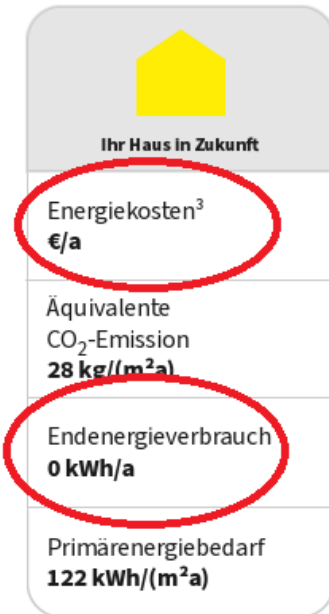 Ihr Haus in Zukunft
Energiekosten³
€/a
Äquivalente
CO₂-Emission
28 kg/(m²a)
Endenergieverbrauch
0 kWh/a
Primärenergiebedarf
122 kWh/(m²a)